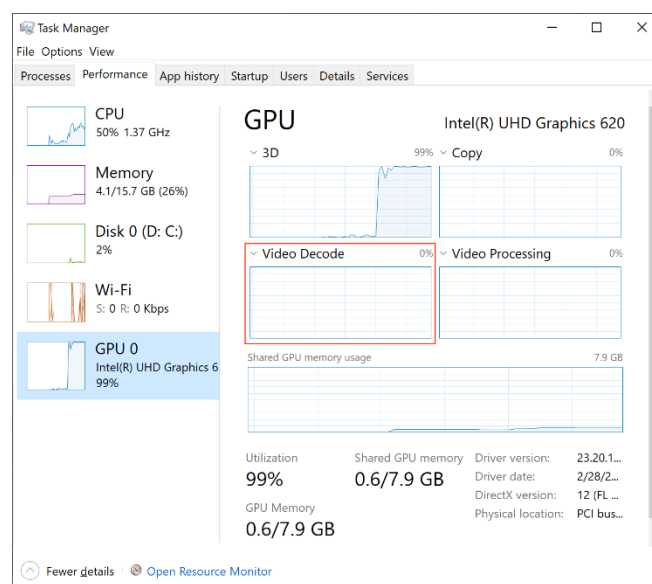 Task Manager
File Options View
Processes Performance App history Startup Users Details Services
CPU
50% 1.37 GHz
Memory
4.1/15.7 GB (26%)
Disk 0 (D: C:)
2%
Wi-Fi
S: 0 R: 0 Kbps
GPU 0
Intel(R) UHD Graphics 6
99%
GPU Intel(R) UHD Graphics 620
3D 99% Copy 0%
Video Decode 0% Video Processing 0%
Shared GPU memory usage 7.9 GB
Utilization Shared GPU memory Driver version: 23.20.1...
99% 0.6/7.9 GB Driver date: 2/28/2...
DirectX version: 12 (FL ...
GPU Memory Physical location: PCI bus...
0.6/7.9 GB
Fewer details Open Resource Monitor